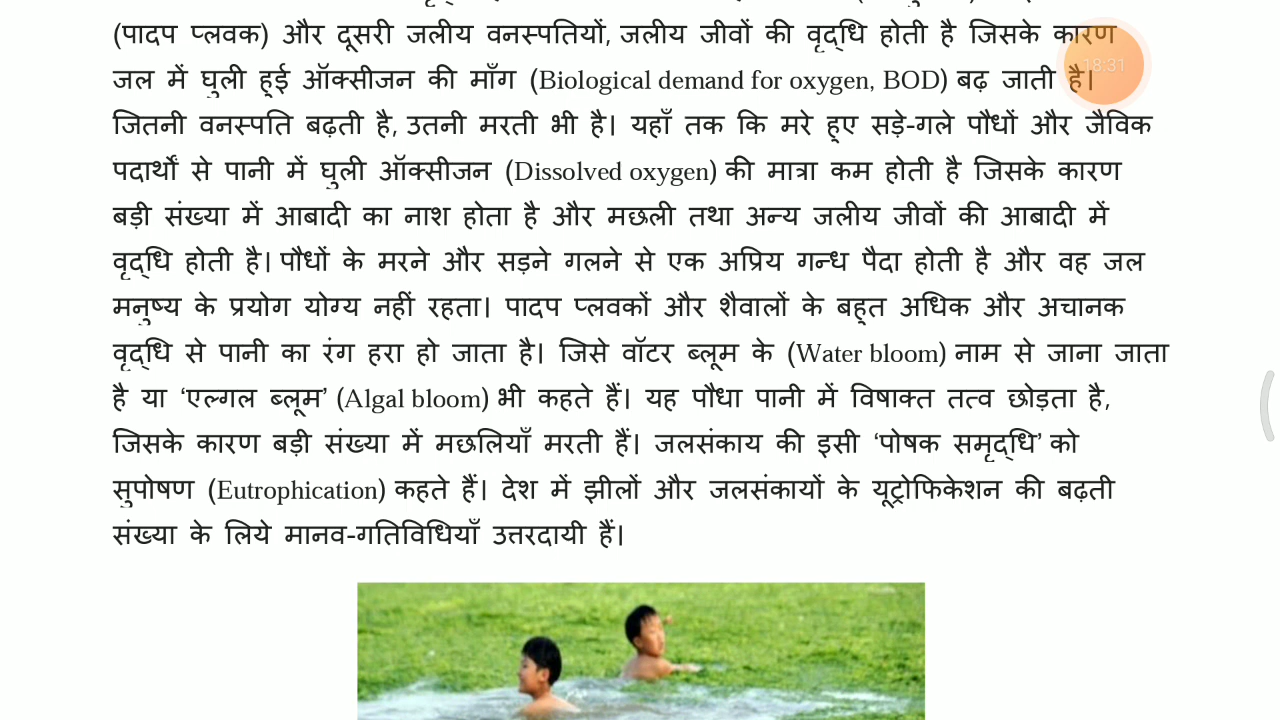 (पादप प्लवक) और दूसरी जलीय वनस्पतियों, जलीय जीवों की वृद्धि होती है जिसके कारण
18:31
जल में घुली हुई ऑक्सीजन की माँग (Biological demand for oxygen, BOD) बढ़ जाती है।
जितनी वनस्पति बढ़ती है, उतनी मरती भी है। यहाँ तक कि मरे हुए सड़े-गले पौधों और जैविक
पदार्थों से पानी में घुली ऑक्सीजन (Dissolved oxygen) की मात्रा कम होती है जिसके कारण
बड़ी संख्या में आबादी का नाश होता है और मछली तथा अन्य जलीय जीवों की आबादी में
वृद्धि होती है। पौधों के मरने और सड़ने गलने से एक अप्रिय गन्ध पैदा होती है और वह जल
मनुष्य के प्रयोग योग्य नहीं रहता। पादप प्लवकों और शैवालों के बहुत अधिक और अचानक
वृद्धि से पानी का रंग हरा हो जाता है। जिसे वॉटर ब्लूम के (Water bloom) नाम से जाना जाता
है या ‘एल्गल ब्लूम’ (Algal bloom) भी कहते हैं। यह पौधा पानी में विषाक्त तत्व छोड़ता है,
जिसके कारण बड़ी संख्या में मछलियाँ मरती हैं। जलसंकाय की इसी ‘पोषक समृद्धि’ को
सुपोषण (Eutrophication) कहते हैं। देश में झीलों और जलसंकायों के यूट्रोफिकेशन की बढ़ती
संख्या के लिये मानव-गतिविधियाँ उत्तरदायी हैं।